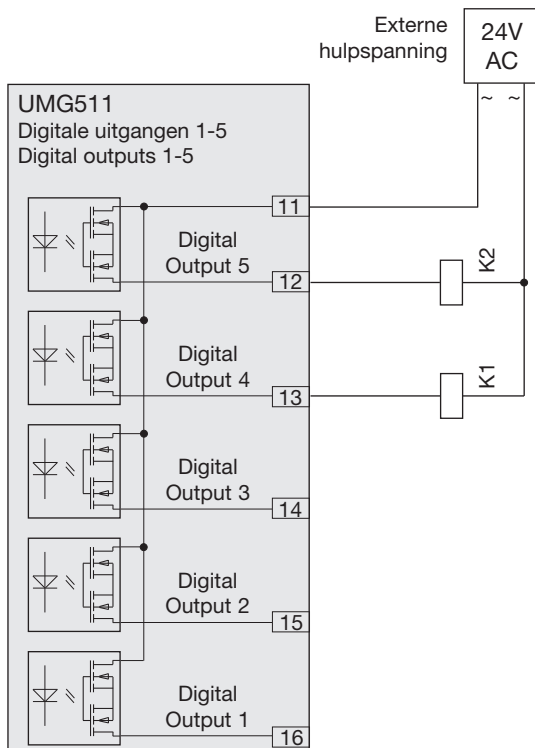 Externe
hulpspanning
24V
AC
~ ~
UMG511
Digitale uitgangen 1-5
Digital outputs 1-5
11
Digital
Output 5
12
K2
Digital
Output 4
13
K1
Digital
Output 3
14
Digital
Output 2
15
Digital
Output 1
16